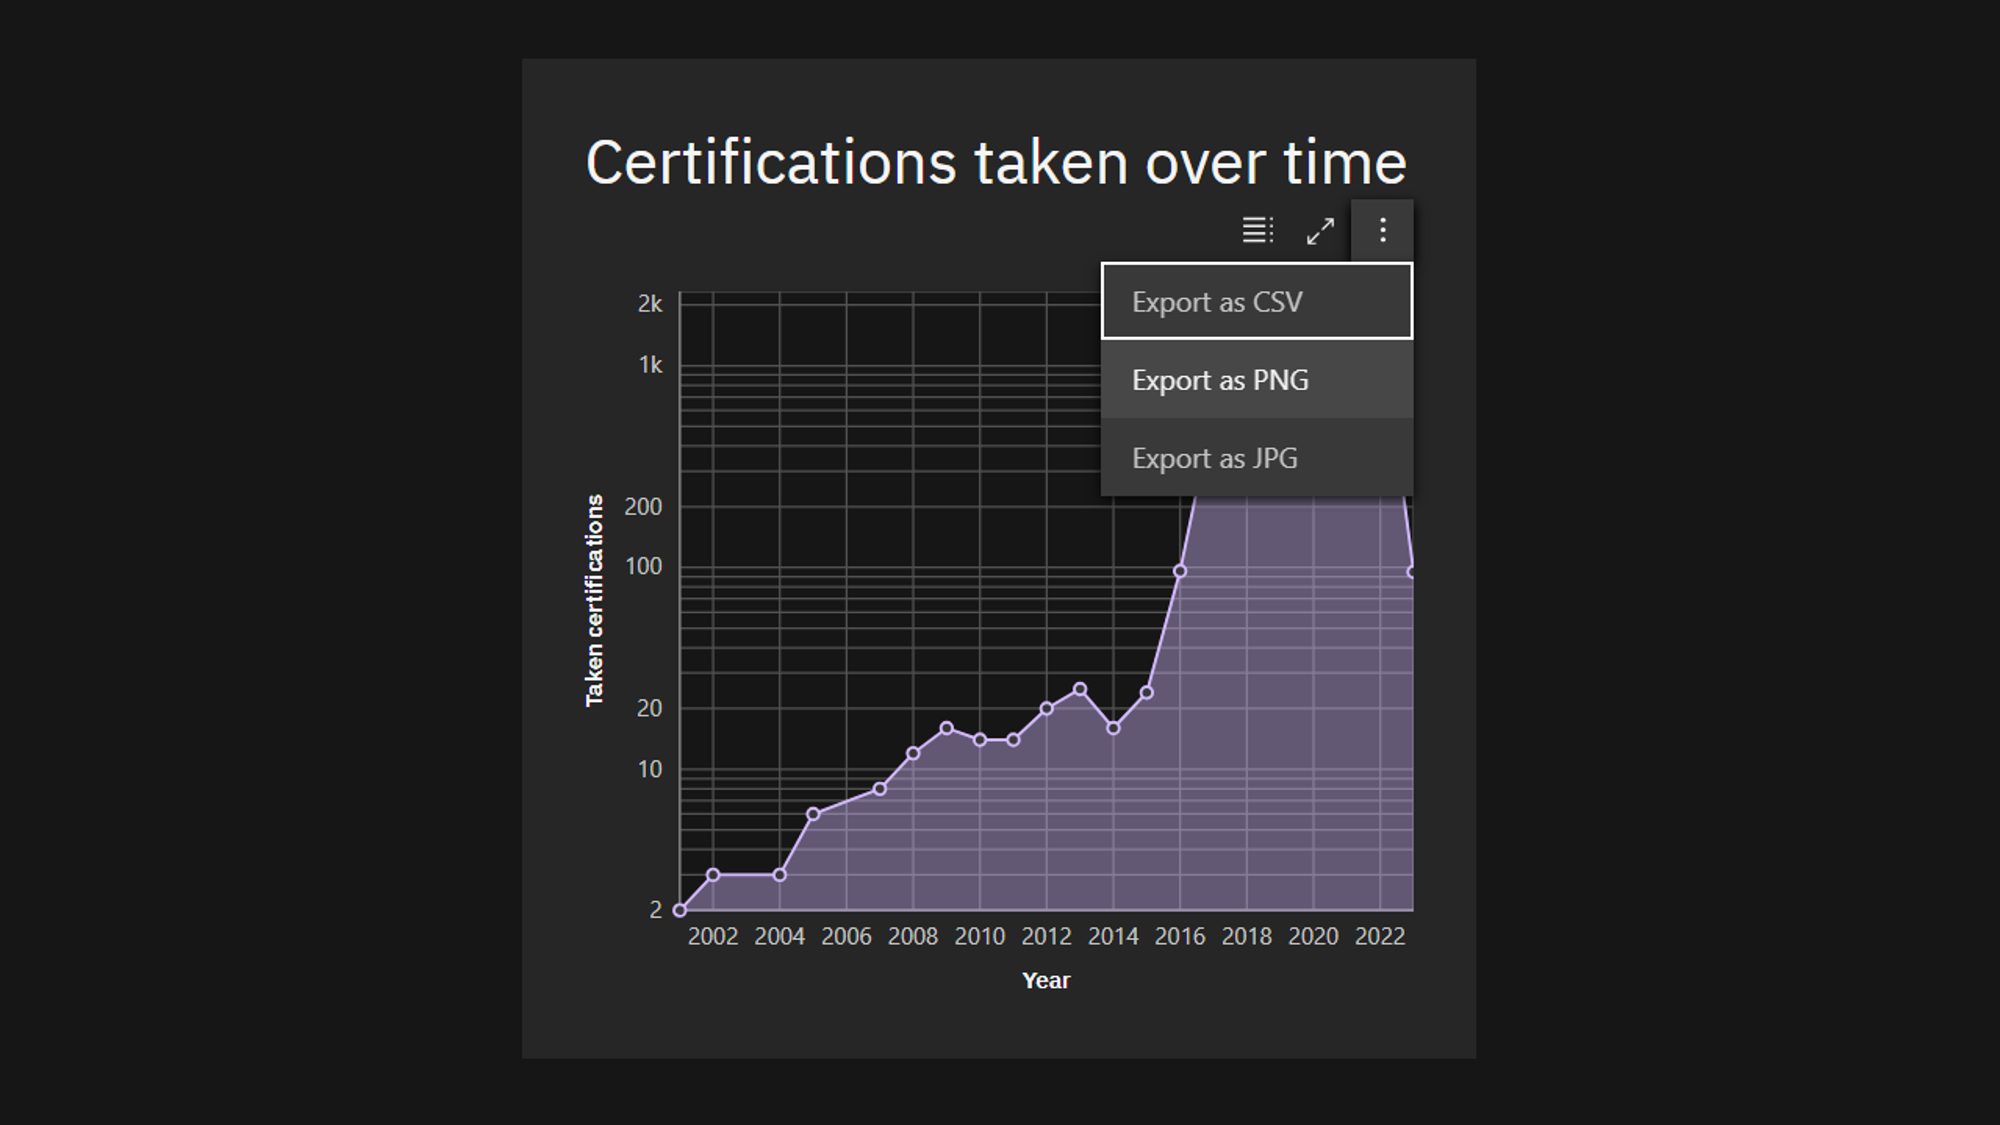 Certifications taken over time
Export as CSV
Export as PNG
Export as JPG
2k
1k
200
100
20
10
2
Taken certifications
2002 2004 2006 2008 2010 2012 2014 2016 2018 2020 2022
Year